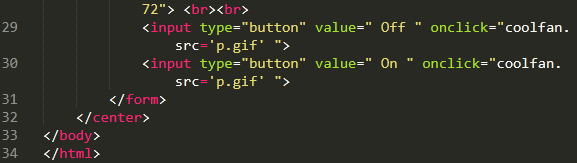 72"> <br><br>
29 <input type="button" value=" Off " onclick="coolfan.
src='p.gif' ">
30 <input type="button" value=" On " onclick="coolfan.
src='p.gif' ">
31 </form>
32 </center>
33 </body>
34 </html>